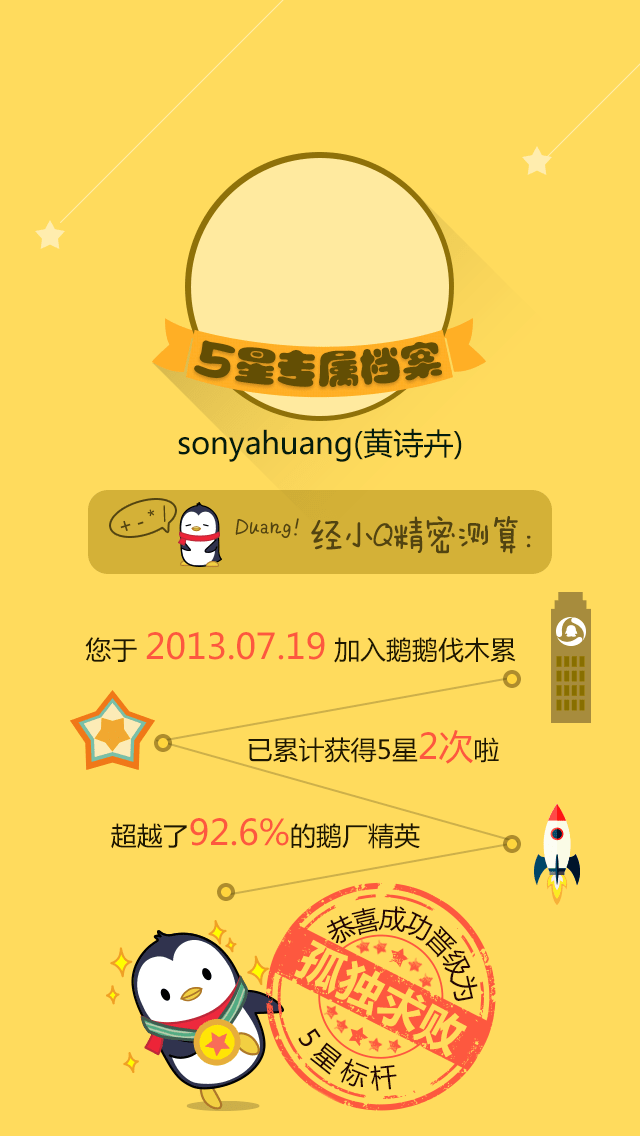 5星专属档案
sonyahuang(黄诗卉)
+ - * |
Duang! 经小Q精密测算:
您于 2013.07.19 加入鹅鹅伐木累
已累计获得5星2次啦
超越了92.6%的鹅厂精英
恭喜成功晋级为
孤独求败
5星标杆